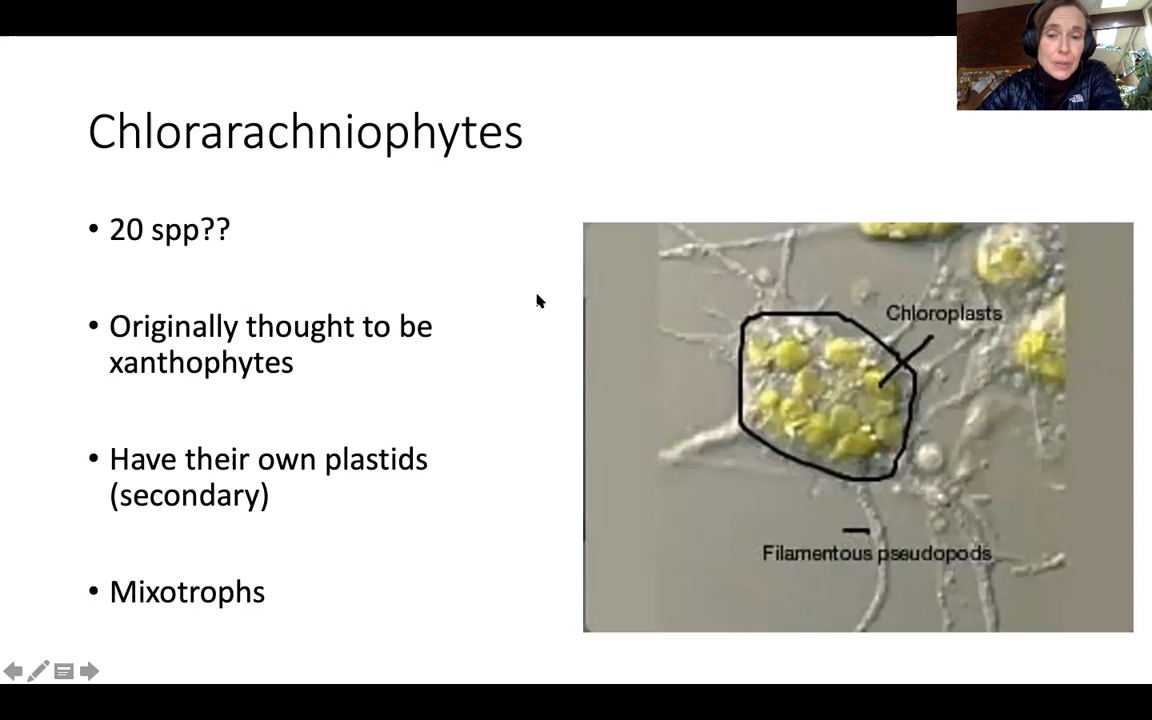 Chlorarachniophytes
• 20 spp??
• Originally thought to be
xanthophytes
• Have their own plastids
(secondary)
• Mixotrophs
Chloroplasts
Filamentous pseudopods